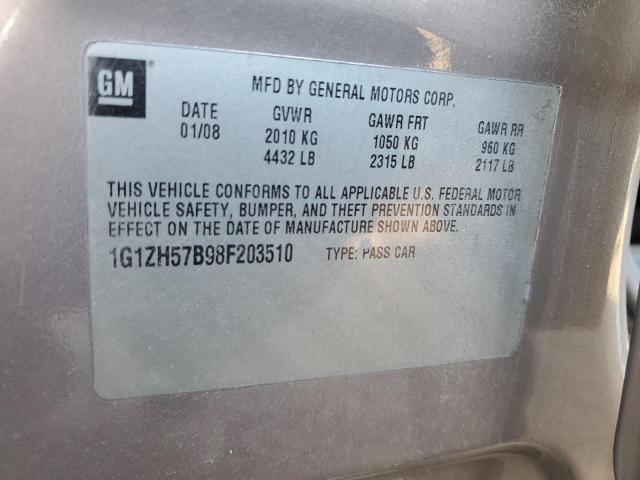 GM
MFD BY GENERAL MOTORS CORP.
DATE GVWR GAWR FRT GAWR RR
01/08 2010 KG 1050 KG 960 KG
4432 LB 2315 LB 2117 LB
THIS VEHICLE CONFORMS TO ALL APPLICABLE U.S. FEDERAL MOTOR
VEHICLE SAFETY, BUMPER, AND THEFT PREVENTION STANDARDS IN
EFFECT ON THE DATE OF MANUFACTURE SHOWN ABOVE.
1G1ZH57B98F203510 TYPE: PASS CAR